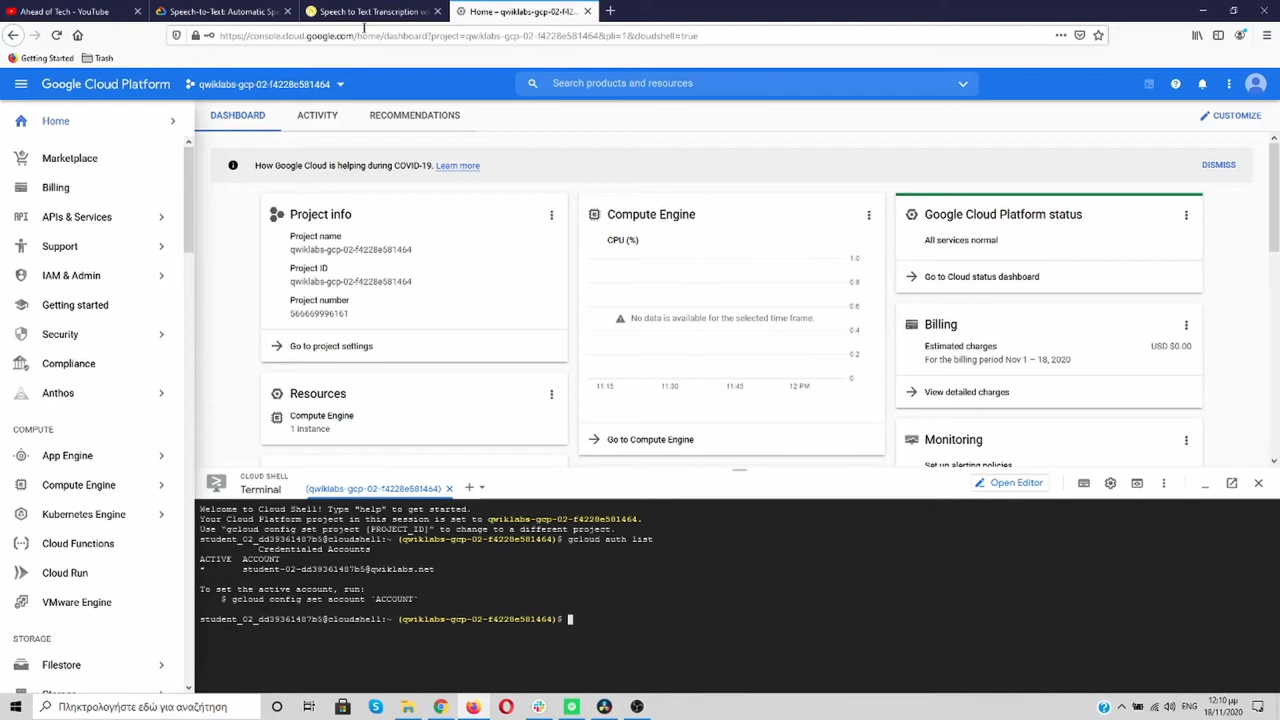 Ahead of Tech - YouTube
Speech-to-Text: Automatic Spe
Speech to Text Transcription wi
Home – qwiklabs-gcp-02-f42
https://console.cloud.google.com/home/dashboard?project=qwiklabs-gcp-02-f4228e581464&pli=1&cloudshell=true
Getting Started
Trash
Google Cloud Platform
qwiklabs-gcp-02-f4228e581464
Search products and resources
Home
DASHBOARD
ACTIVITY
RECOMMENDATIONS
CUSTOMIZE
Marketplace
Billing
API APIs & Services
Support
IAM & Admin
Getting started
Security
Compliance
Anthos
COMPUTE
App Engine
Compute Engine
Kubernetes Engine
Cloud Functions
Cloud Run
VMware Engine
STORAGE
Filestore
Storage
How Google Cloud is helping during COVID-19. Learn more
DISMISS
Project info
Project name
qwiklabs-gcp-02-f4228e581464
Project ID
qwiklabs-gcp-02-f4228e581464
Project number
566669996161
Go to project settings
Resources
Compute Engine
1 instance
Compute Engine
CPU (%)
1.0
0.8
0.6
0.4
0.2
0
No data is available for the selected time frame.
11:15 11:30 11:45 12 PM
Go to Compute Engine
Google Cloud Platform status
All services normal
Go to Cloud status dashboard
Billing
Estimated charges USD $0.00
For the billing period Nov 1 – 18, 2020
View detailed charges
Monitoring
Set up alerting policies
CLOUD SHELL
Terminal
(qwiklabs-gcp-02-f4228e581464)
Open Editor
Welcome to Cloud Shell! Type "help" to get started.
Your Cloud Platform project in this session is set to qwiklabs-gcp-02-f4228e581464.
Use “gcloud config set project [PROJECT_ID]” to change to a different project.
student_02_dd39361487b5@cloudshell:~ (qwiklabs-gcp-02-f4228e581464)$ gcloud auth list
Credentialed Accounts
ACTIVE ACCOUNT
* student-02-dd39361487b5@qwiklabs.net
To set the active account, run:
$ gcloud config set account `ACCOUNT`
student_02_dd39361487b5@cloudshell:~ (qwiklabs-gcp-02-f4228e581464)$
Πληκτρολογήστε εδώ για αναζήτηση
ENG
12:10 μμ
18/11/2020